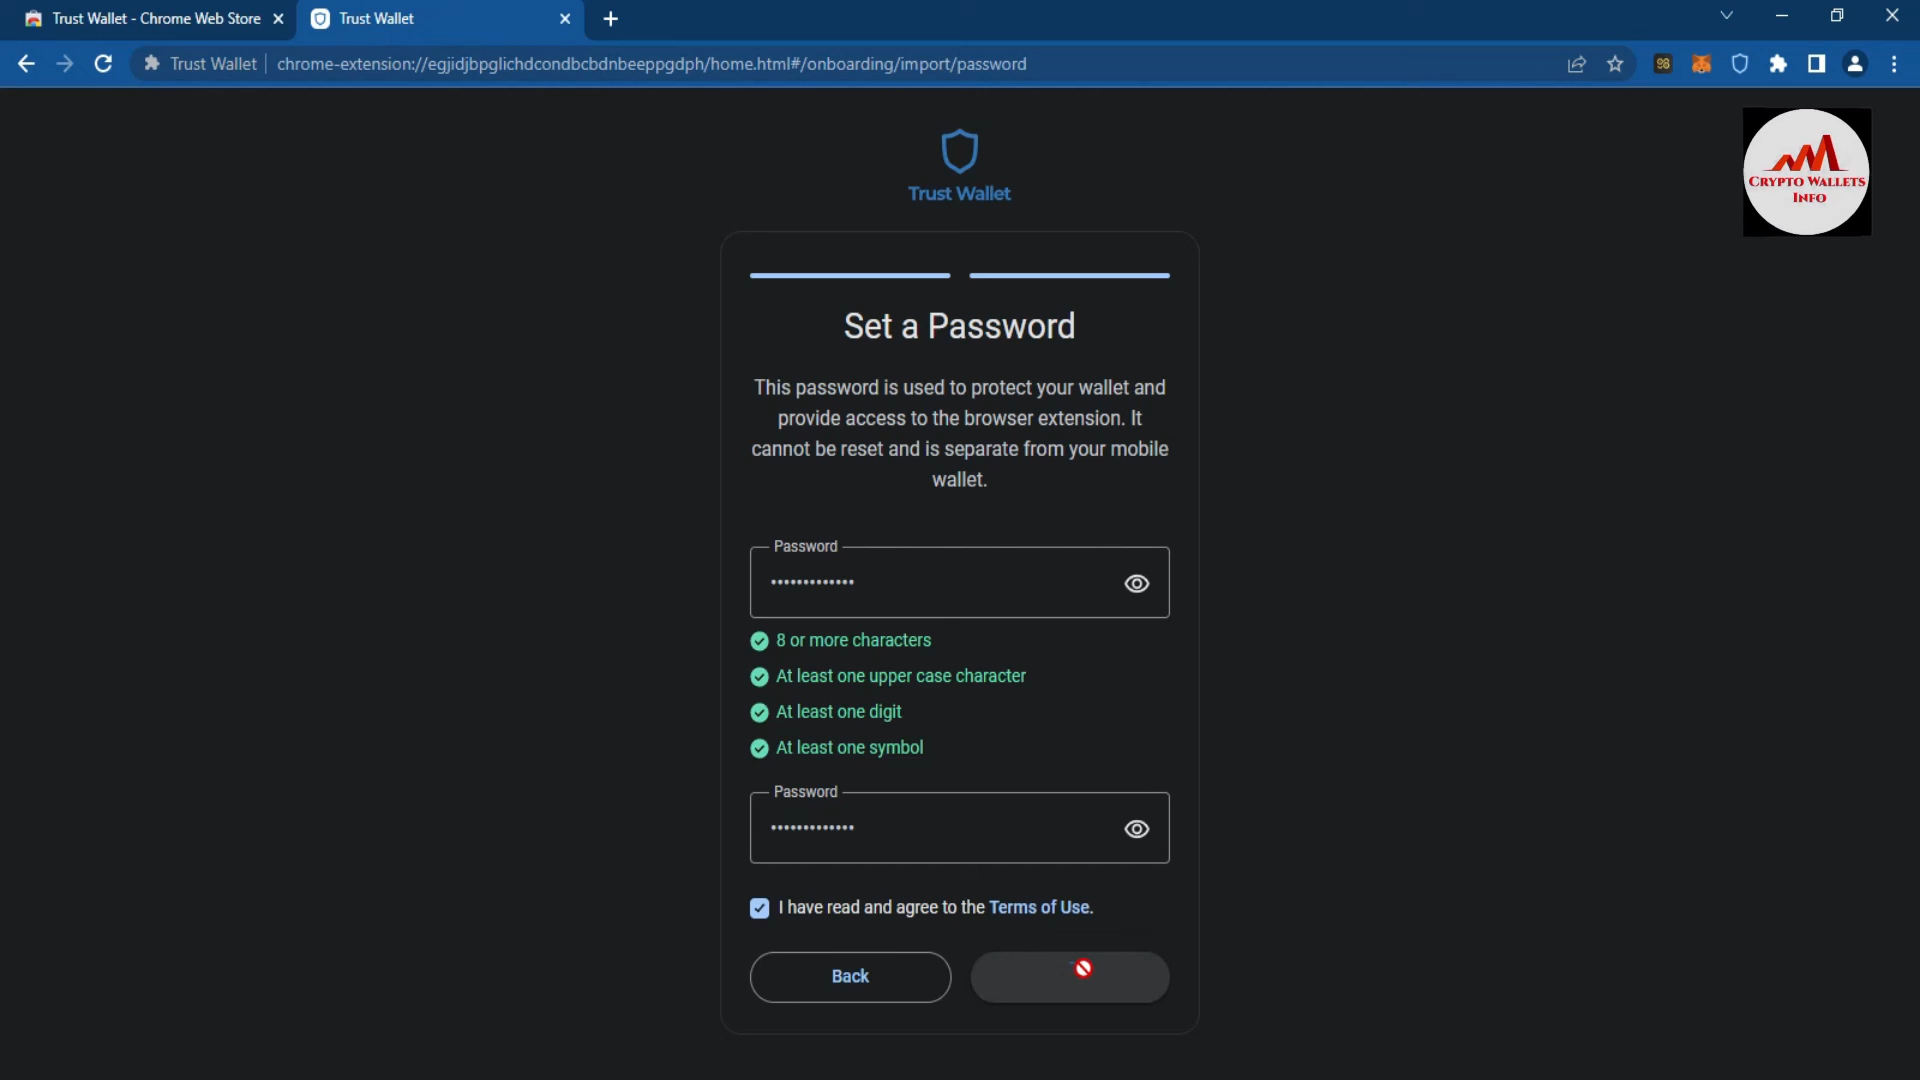 Trust Wallet - Chrome Web Store
Trust Wallet
Trust Wallet
chrome-extension://egjidjbpglichdcondbcbdnbeeppgdph/home.html#/onboarding/import/password
98
CRYPTO WALLETS
INFO
Trust Wallet
Set a Password
This password is used to protect your wallet and
provide access to the browser extension. It
cannot be reset and is separate from your mobile
wallet.
Password
8 or more characters
At least one upper case character
At least one digit
At least one symbol
Password
I have read and agree to the Terms of Use.
Back